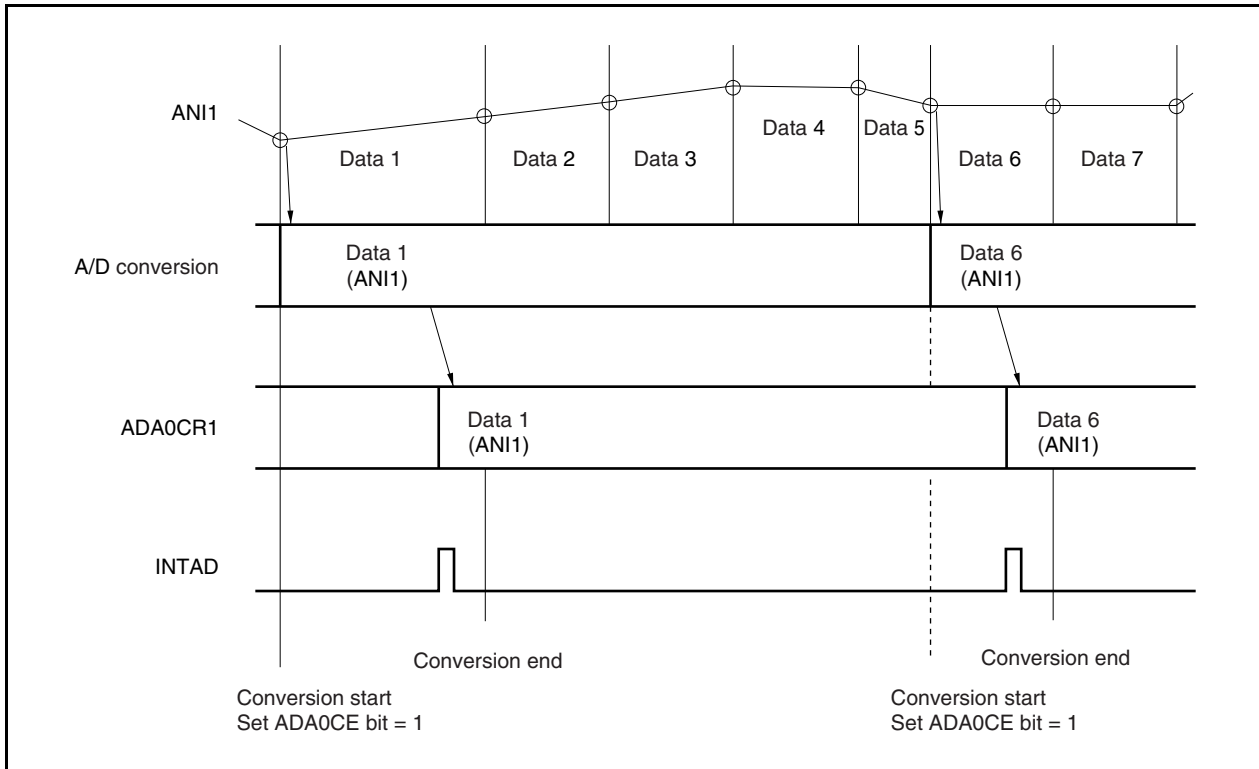 ANI1
Data 1
Data 2
Data 3
Data 4
Data 5
Data 6
Data 7
A/D conversion
Data 1
(ANI1)
Data 6
(ANI1)
ADA0CR1
Data 1
(ANI1)
Data 6
(ANI1)
INTAD
Conversion end
Conversion end
Conversion start
Set ADA0CE bit = 1
Conversion start
Set ADA0CE bit = 1